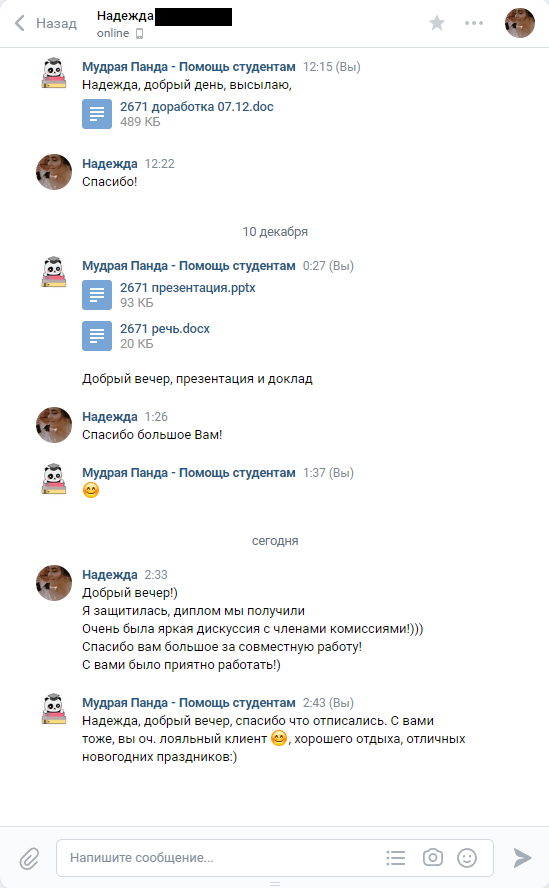 Назад
Надежда
online
Мудрая Панда - Помощь студентам 12:15 (Вы)
Надежда, добрый день, высылаю,
2671 доработка 07.12.doc
489 КБ
Надежда 12:22
Спасибо!
10 декабря
Мудрая Панда - Помощь студентам 0:27 (Вы)
2671 презентация.pptx
93 КБ
2671 речь.docx
20 КБ
Добрый вечер, презентация и доклад
Надежда 1:26
Спасибо большое Вам!
Мудрая Панда - Помощь студентам 1:37 (Вы)
😊
сегодня
Надежда 2:33
Добрый вечер!)
Я защитилась, диплом мы получили
Очень была яркая дискуссия с членами комиссиями!)))
Спасибо вам большое за совместную работу!
С вами было приятно работать!)
Мудрая Панда - Помощь студентам 2:43 (Вы)
Надежда, добрый вечер, спасибо что отписались. С вами
тоже, вы оч. лояльный клиент 😊, хорошего отдыха, отличных
новогодних праздников:)
Напишите сообщение...